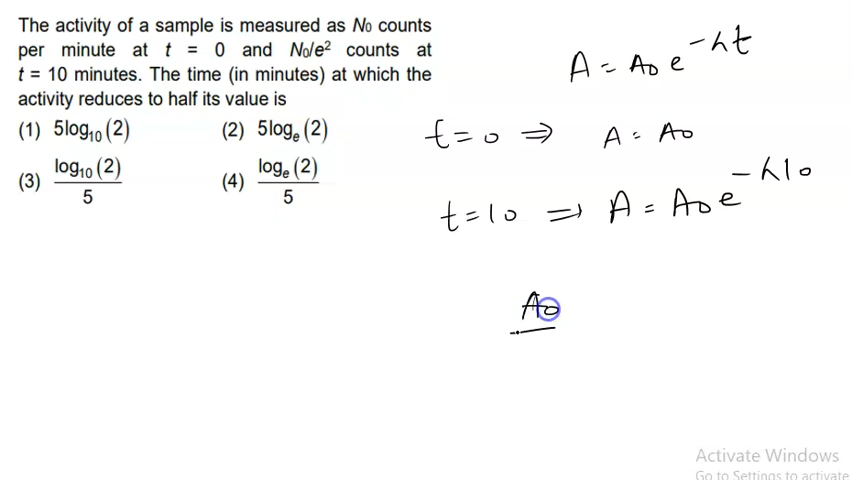 The activity of a sample is measured as N₀ counts
per minute at t = 0 and N₀/e² counts at
t = 10 minutes. The time (in minutes) at which the
activity reduces to half its value is
(1) 5log₁₀(2) (2) 5logₑ(2)
(3) log₁₀(2)/5 (4) logₑ(2)/5
A = A₀ e^-λt
t=0 ⇒ A = A₀
t=10 ⇒ A = A₀ e^-λ10
A₀
Activate Windows
Go to Settings to activate